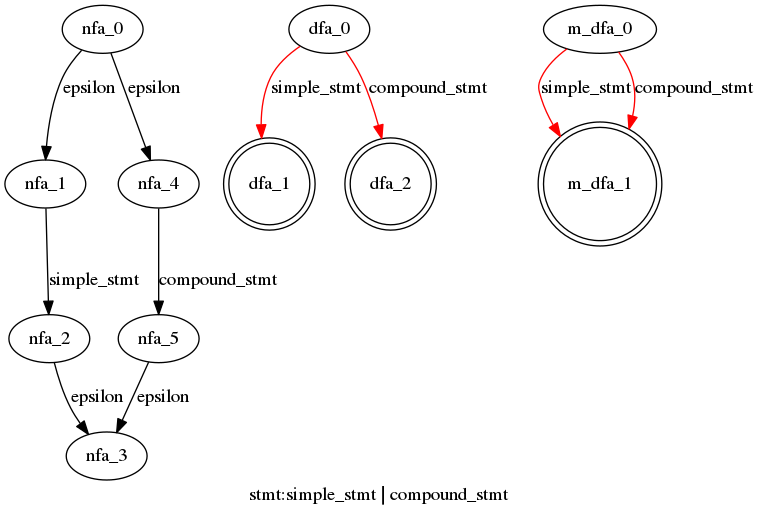 nfa_0 dfa_0 m_dfa_0
epsilon epsilon simple_stmt compound_stmt simple_stmt compound_stmt
nfa_1 nfa_4 dfa_1 dfa_2 m_dfa_1
simple_stmt compound_stmt
nfa_2 nfa_5
epsilon epsilon
nfa_3
stmt:simple_stmt | compound_stmt